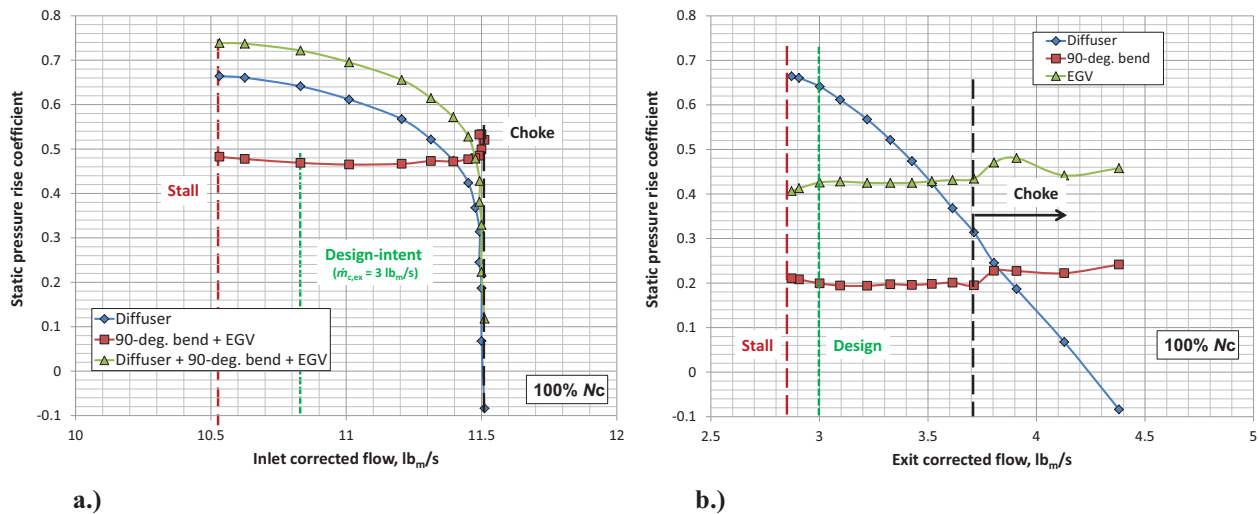 0.8
0.7
0.6
0.5
0.4
0.3
0.2
0.1
0
-0.1
Static pressure rise coefficient
Choke
Stall
Design-intent
(ṁc,ex = 3 lbm/s)
Diffuser
90-deg. bend + EGV
Diffuser + 90-deg. bend + EGV
100% Nc
10
10.5
11
11.5
12
Inlet corrected flow, lbm/s
a.)
0.8
0.7
0.6
0.5
0.4
0.3
0.2
0.1
0
-0.1
Static pressure rise coefficient
Diffuser
90-deg. bend
EGV
Choke
Stall
Design
100% Nc
2.5
3
3.5
4
4.5
5
Exit corrected flow, lbm/s
b.)